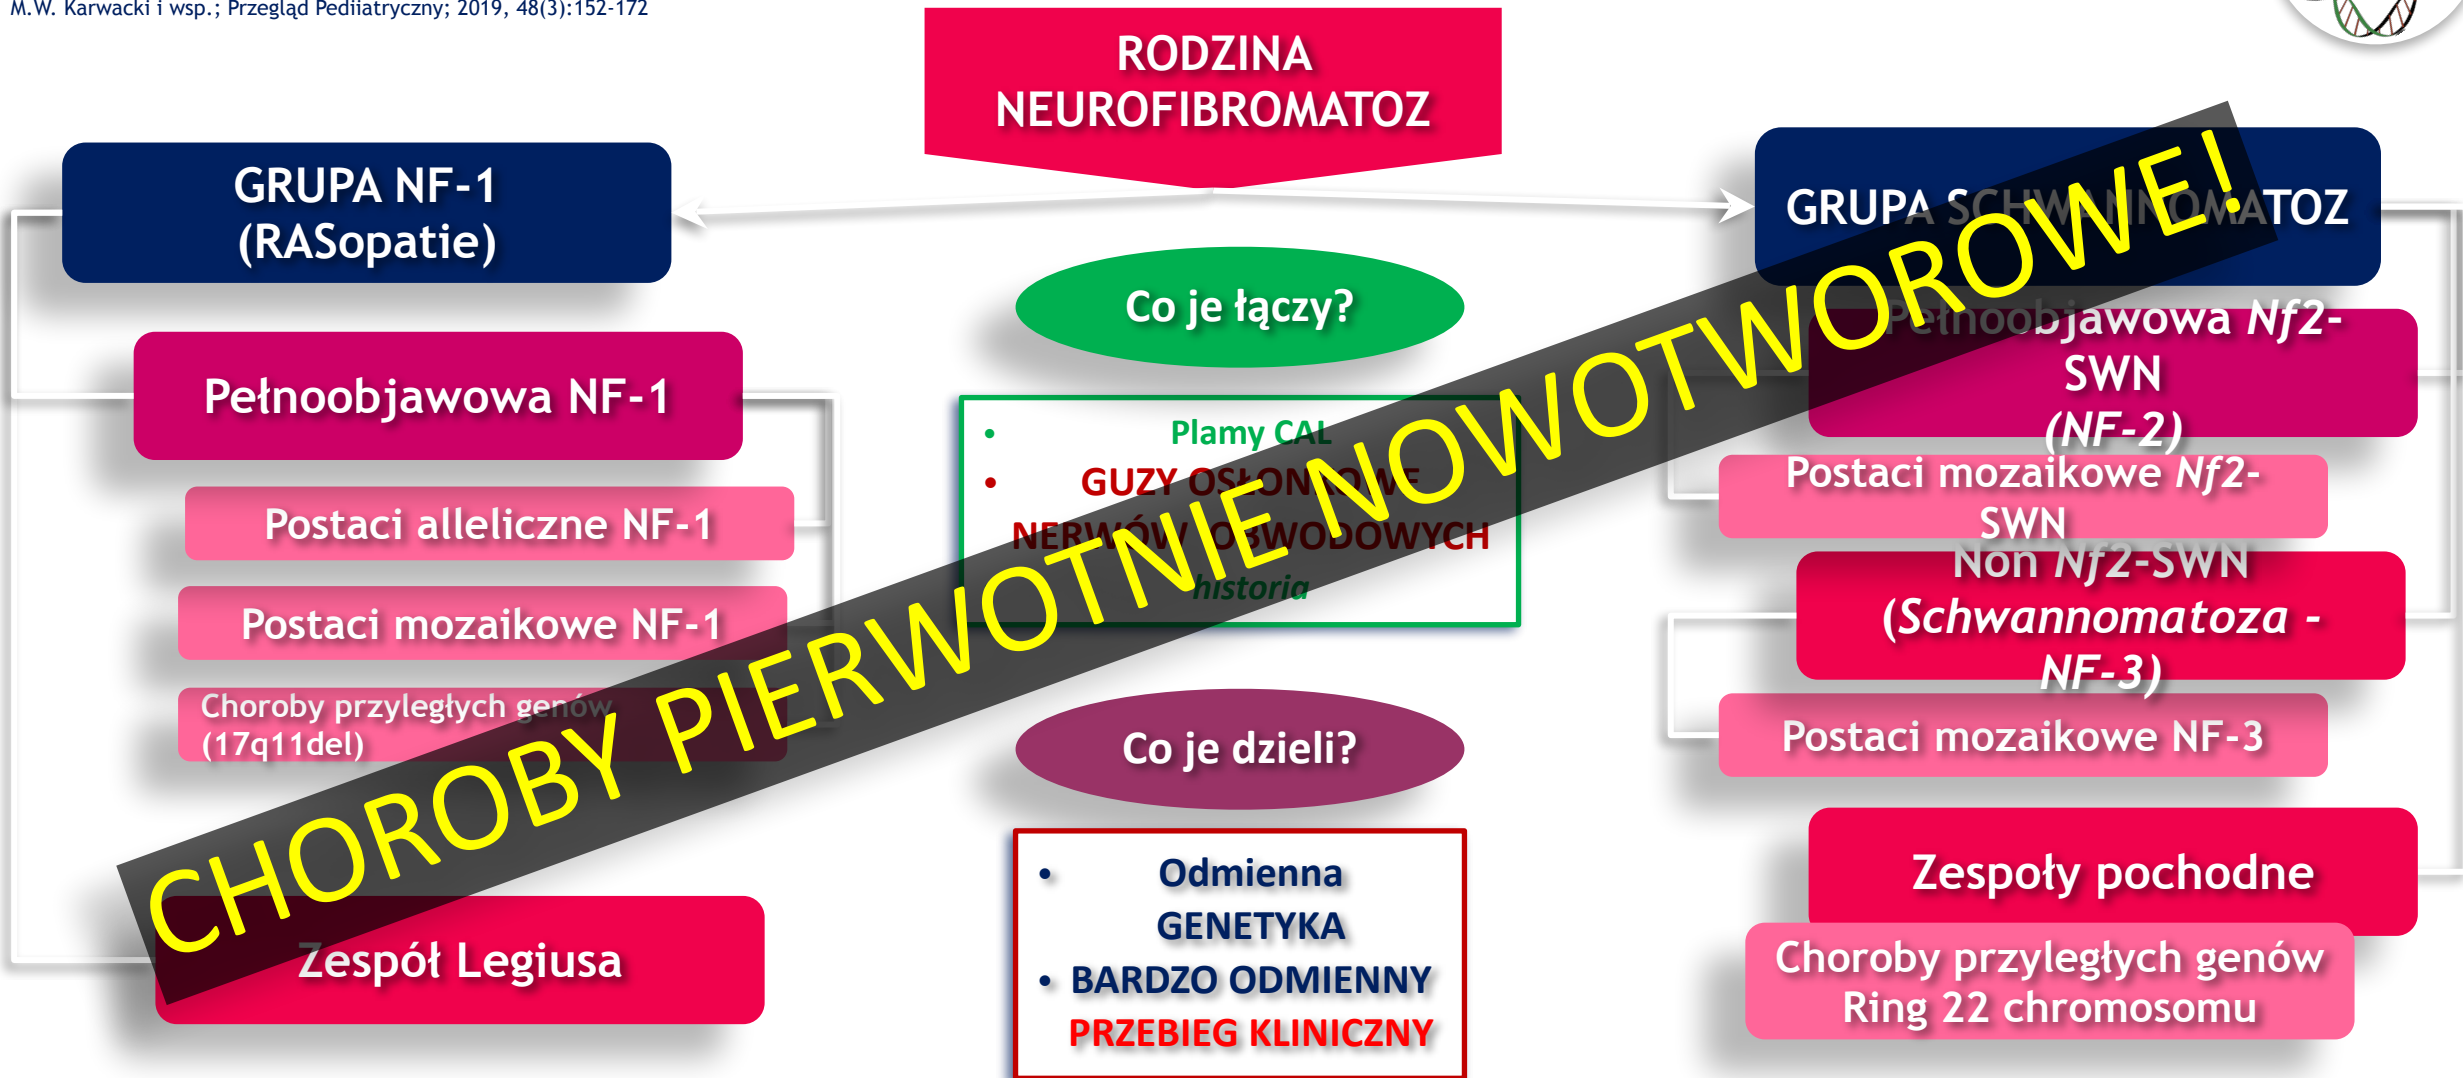 M.W. Karwacki i wsp.; Przegląd Pediiatryczny; 2019, 48(3):152-172
RODZINA
NEUROFIBROMATOZ
GRUPA NF-1
(RASopatie)
Pełnoobjawowa NF-1
Postaci alleliczne NF-1
Postaci mozaikowe NF-1
Choroby przyległych genów
(17q11del)
Zespół Legiusa
Co je łączy?
• Plamy CAL
• GUZY OSŁONKOWE
NERWÓW OBWODOWYCH
historia
Co je dzieli?
• Odmienna
GENETYKA
• BARDZO ODMIENNY
PRZEBIEG KLINICZNY
GRUPA SCHWANNOMATOZ
Pełnoobjawowa Nf2-
SWN
(NF-2)
Postaci mozaikowe Nf2-
SWN
Non Nf2-SWN
(Schwannomatoza -
NF-3)
Postaci mozaikowe NF-3
Zespoły pochodne
Choroby przyległych genów
Ring 22 chromosomu
CHOROBY PIERWOTNIE NOWOTWOROWE!